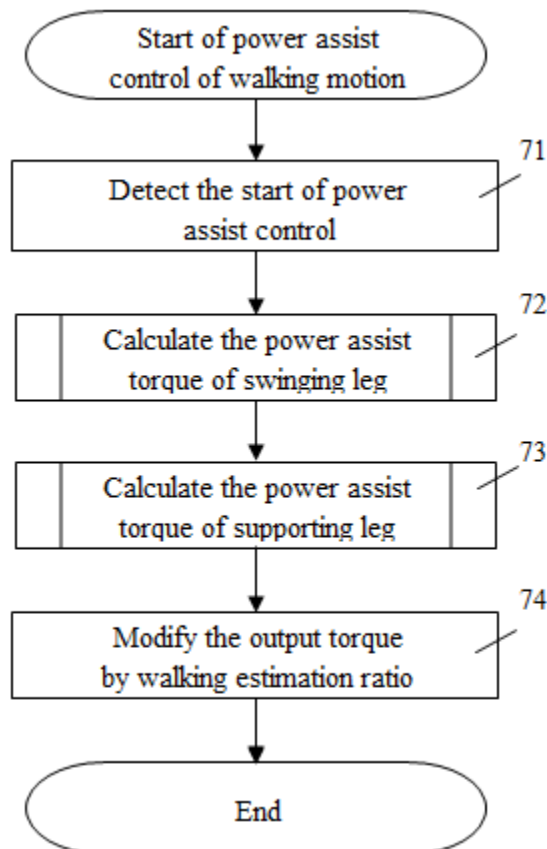 Start of power assist
control of walking motion
71
Detect the start of power
assist control
72
Calculate the power assist
torque of swinging leg
73
Calculate the power assist
torque of supporting leg
74
Modify the output torque
by walking estimation ratio
End